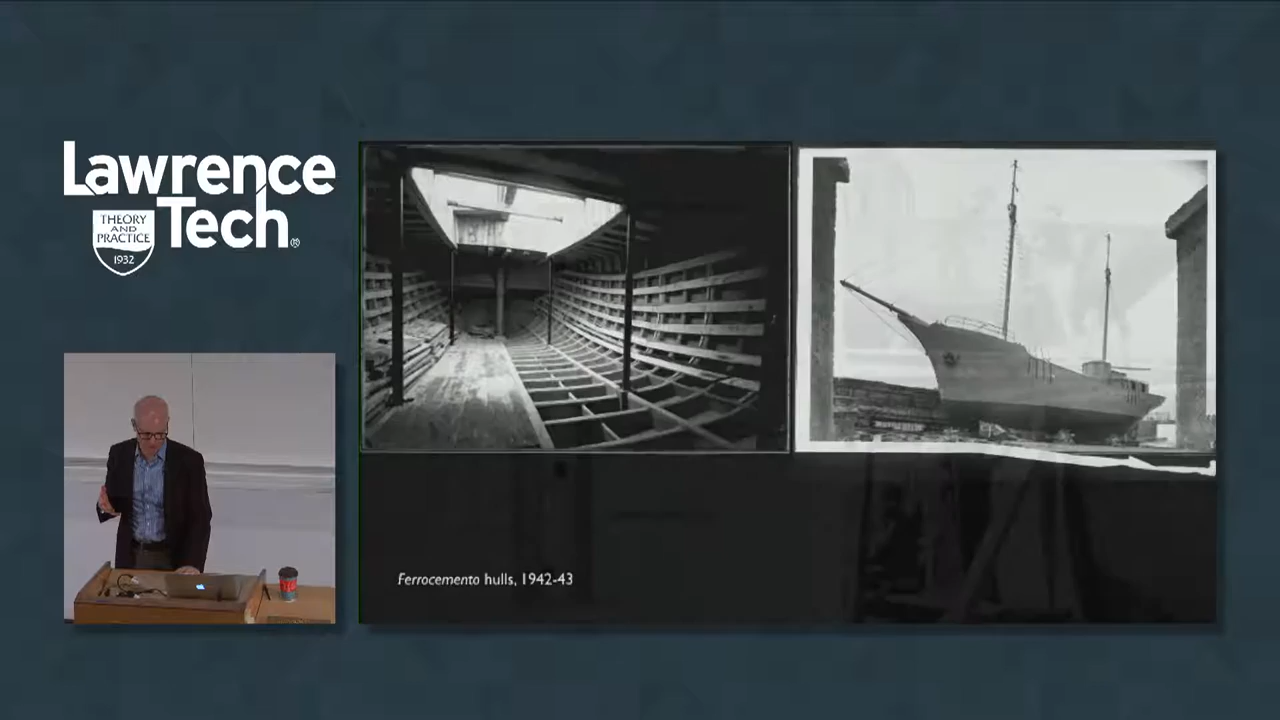 Lawrence
Tech®
THEORY
AND
PRACTICE
1932
Ferrocemento hulls, 1942-43